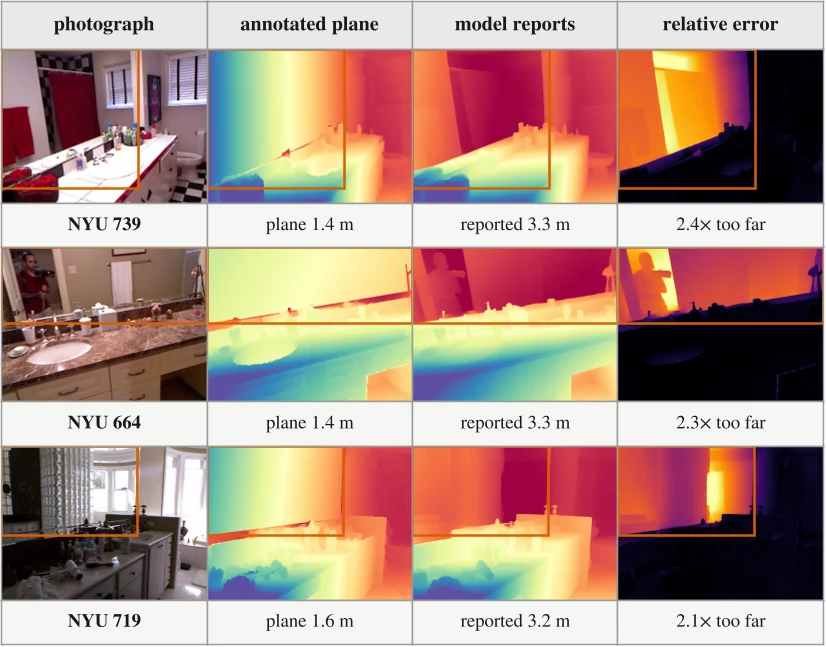 photograph annotated plane model reports relative error
NYU 739 plane 1.4 m reported 3.3 m 2.4× too far
NYU 664 plane 1.4 m reported 3.3 m 2.3× too far
NYU 719 plane 1.6 m reported 3.2 m 2.1× too far